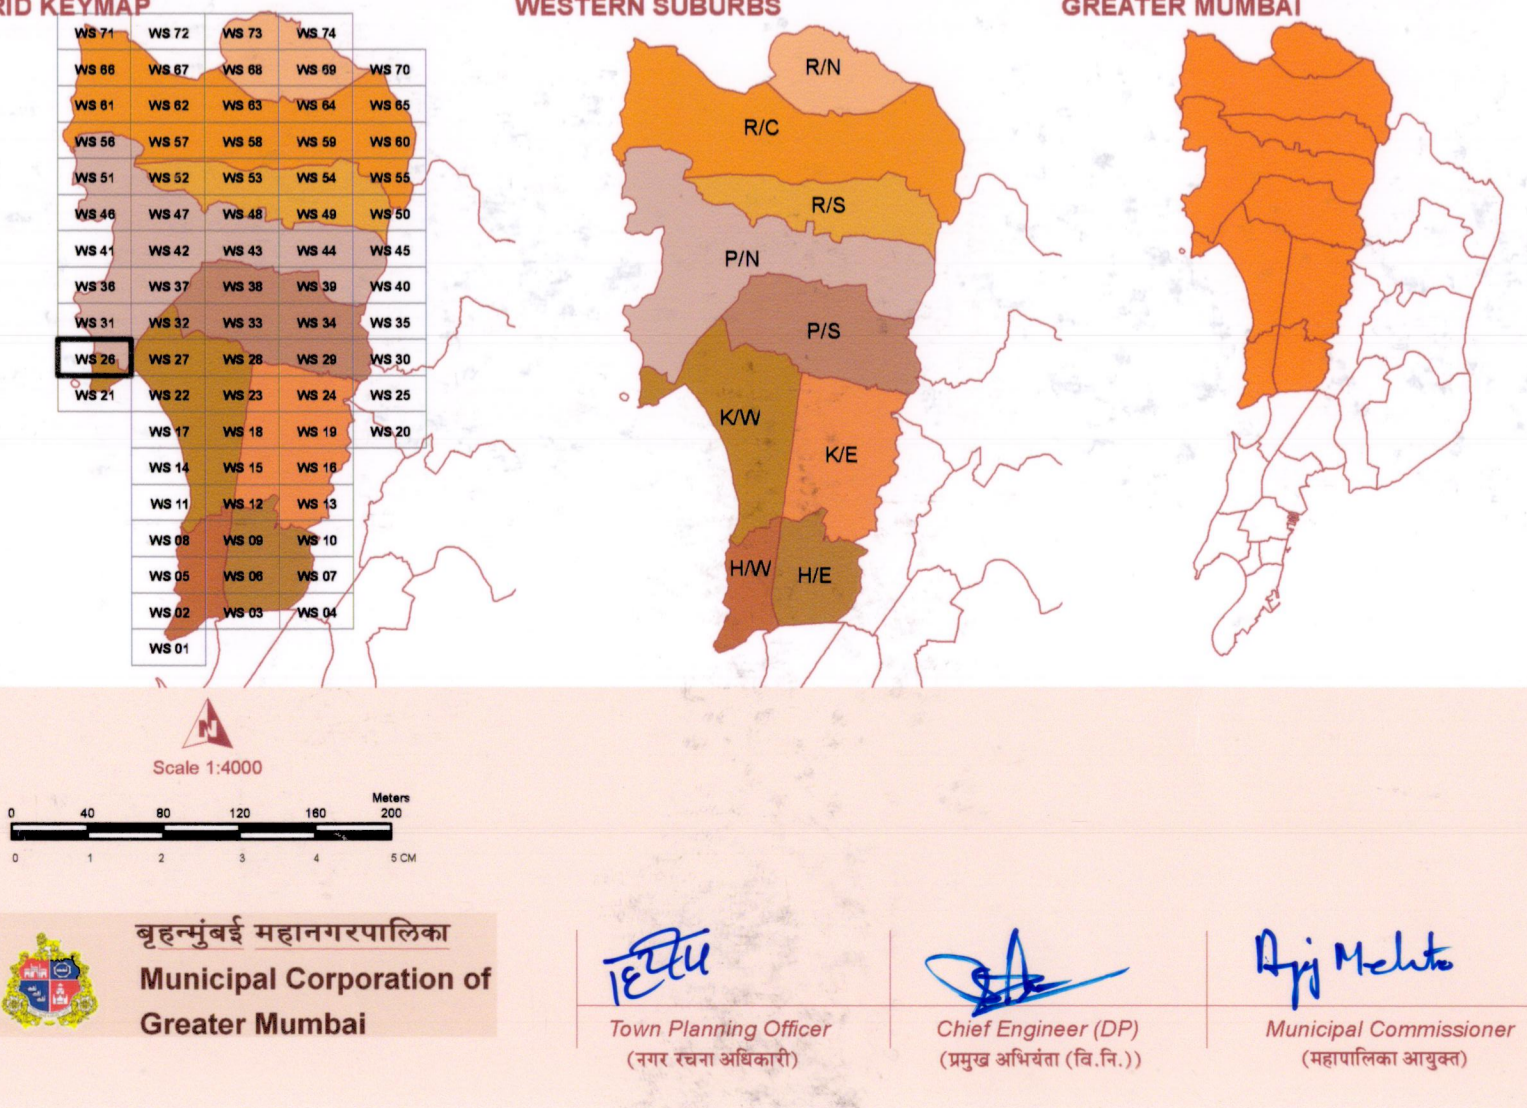 RID KEYMAP
WESTERN SUBURBS
GREATER MUMBAI
WS 71 WS 72 WS 73 WS 74
WS 66 WS 67 WS 68 WS 69 WS 70
WS 61 WS 62 WS 63 WS 64 WS 65
WS 56 WS 57 WS 58 WS 59 WS 60
WS 51 WS 52 WS 53 WS 54 WS 55
WS 46 WS 47 WS 48 WS 49 WS 50
WS 41 WS 42 WS 43 WS 44 WS 45
WS 36 WS 37 WS 38 WS 39 WS 40
WS 31 WS 32 WS 33 WS 34 WS 35
WS 26 WS 27 WS 28 WS 29 WS 30
WS 21 WS 22 WS 23 WS 24 WS 25
WS 17 WS 18 WS 19 WS 20
WS 14 WS 15 WS 16
WS 11 WS 12 WS 13
WS 08 WS 09 WS 10
WS 05 WS 06 WS 07
WS 02 WS 03 WS 04
WS 01
R/N
R/C
R/S
P/N
P/S
K/W
K/E
H/W H/E
N
Scale 1:4000
Meters
0 40 80 120 160 200
0 1 2 3 4 5 CM
बृहन्मुंबई महानगरपालिका
Municipal Corporation of
Greater Mumbai
Ajoy Mehta
Town Planning Officer
(नगर रचना अधिकारी)
Chief Engineer (DP)
(प्रमुख अभियंता (वि.नि.))
Municipal Commissioner
(महापालिका आयुक्त)